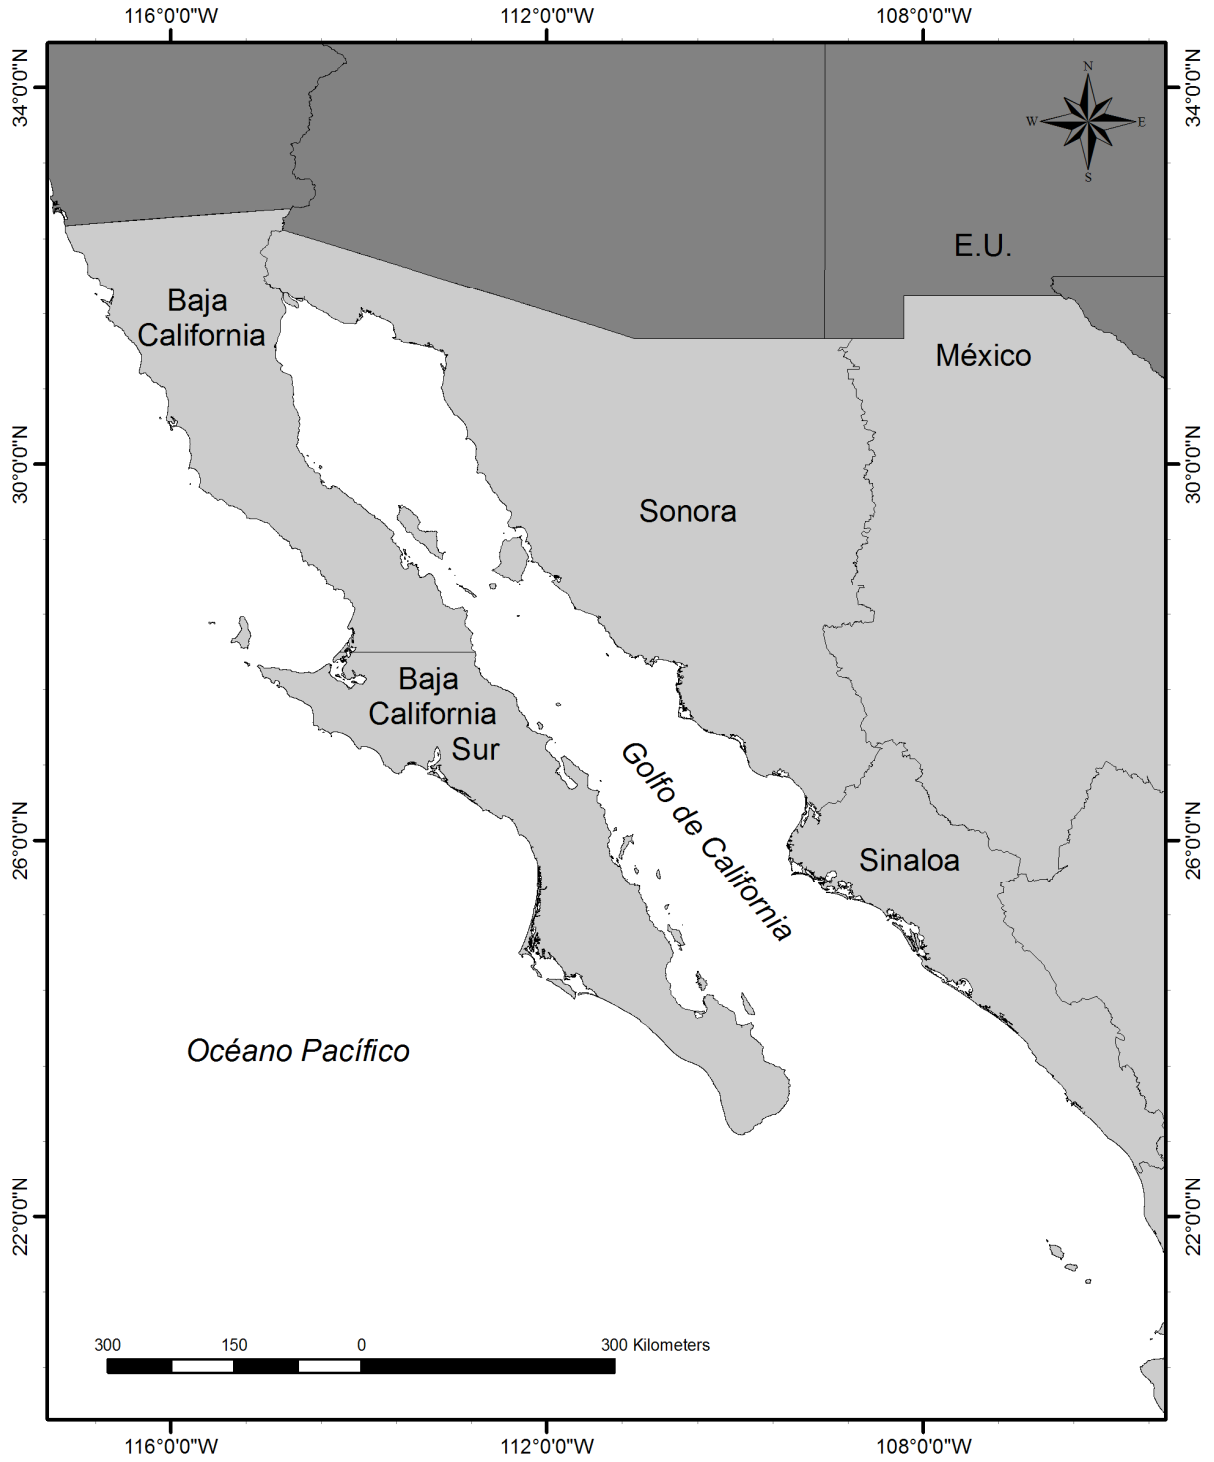 116°0'0"W
112°0'0"W
108°0'0"W
34°0'0"N
34°0'0"N
N
W
E
S
E.U.
Baja
California
México
30°0'0"N
30°0'0"N
Sonora
Baja
California
Sur
Golfo de California
26°0'0"N
26°0'0"N
Sinaloa
Océano Pacífico
22°0'0"N
22°0'0"N
300
150
0
300 Kilometers
116°0'0"W
112°0'0"W
108°0'0"W